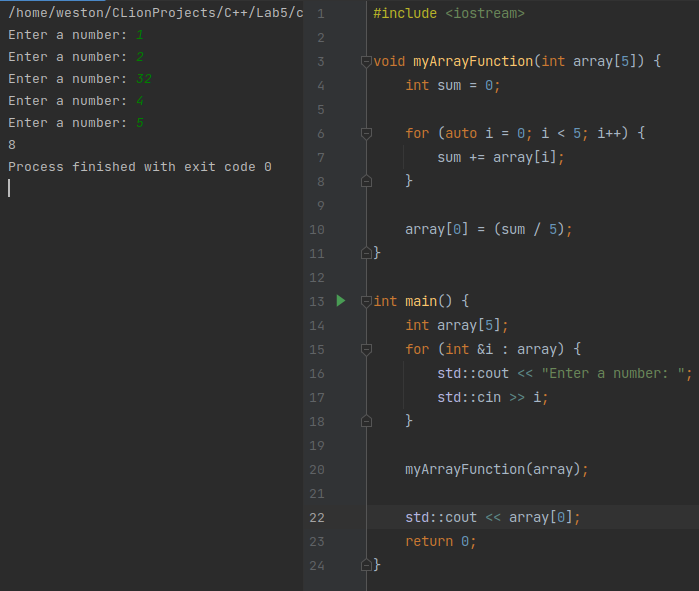 /home/weston/CLionProjects/C++/Lab5/c
Enter a number: 1
Enter a number: 2
Enter a number: 32
Enter a number: 4
Enter a number: 5
8
Process finished with exit code 0
1 #include <iostream>
2
3 void myArrayFunction(int array[5]) {
4     int sum = 0;
5
6     for (auto i = 0; i < 5; i++) {
7         sum += array[i];
8     }
9
10     array[0] = (sum / 5);
11 }
12
13 int main() {
14     int array[5];
15     for (int &i : array) {
16         std::cout << "Enter a number: ";
17         std::cin >> i;
18     }
19
20     myArrayFunction(array);
21
22     std::cout << array[0];
23     return 0;
24 }